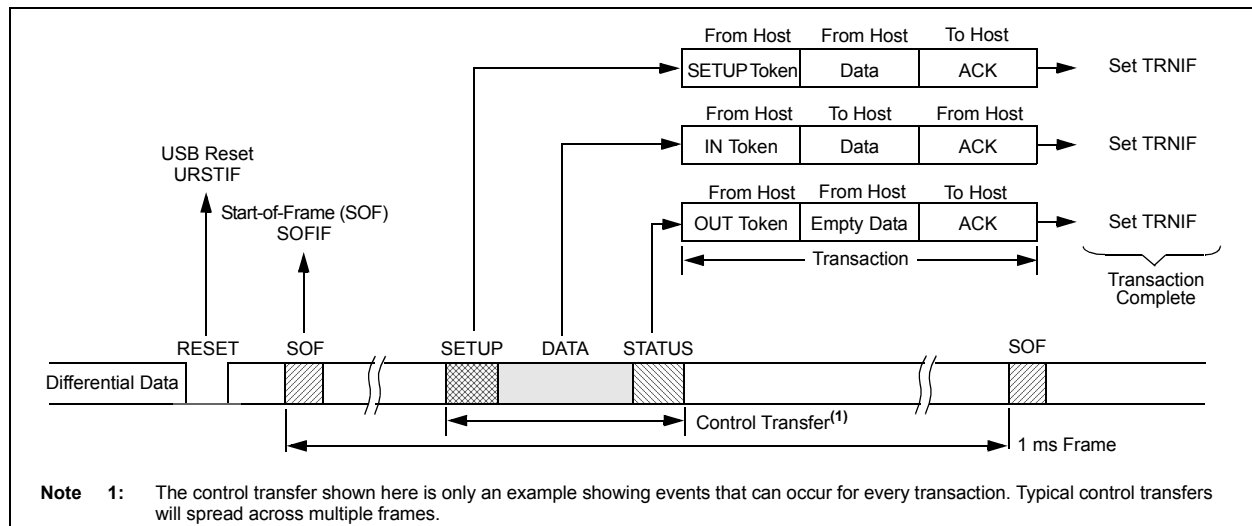 From Host From Host To Host
SETUP Token Data ACK Set TRNIF
From Host To Host From Host
IN Token Data ACK Set TRNIF
USB Reset
URSTIF
From Host From Host To Host
Start-of-Frame (SOF)
SOFIF
OUT Token Empty Data ACK Set TRNIF
Transaction
Transaction
Complete
RESET SOF SETUP DATA STATUS SOF
Differential Data
Control Transfer(1)
1 ms Frame
Note 1: The control transfer shown here is only an example showing events that can occur for every transaction. Typical control transfers
will spread across multiple frames.